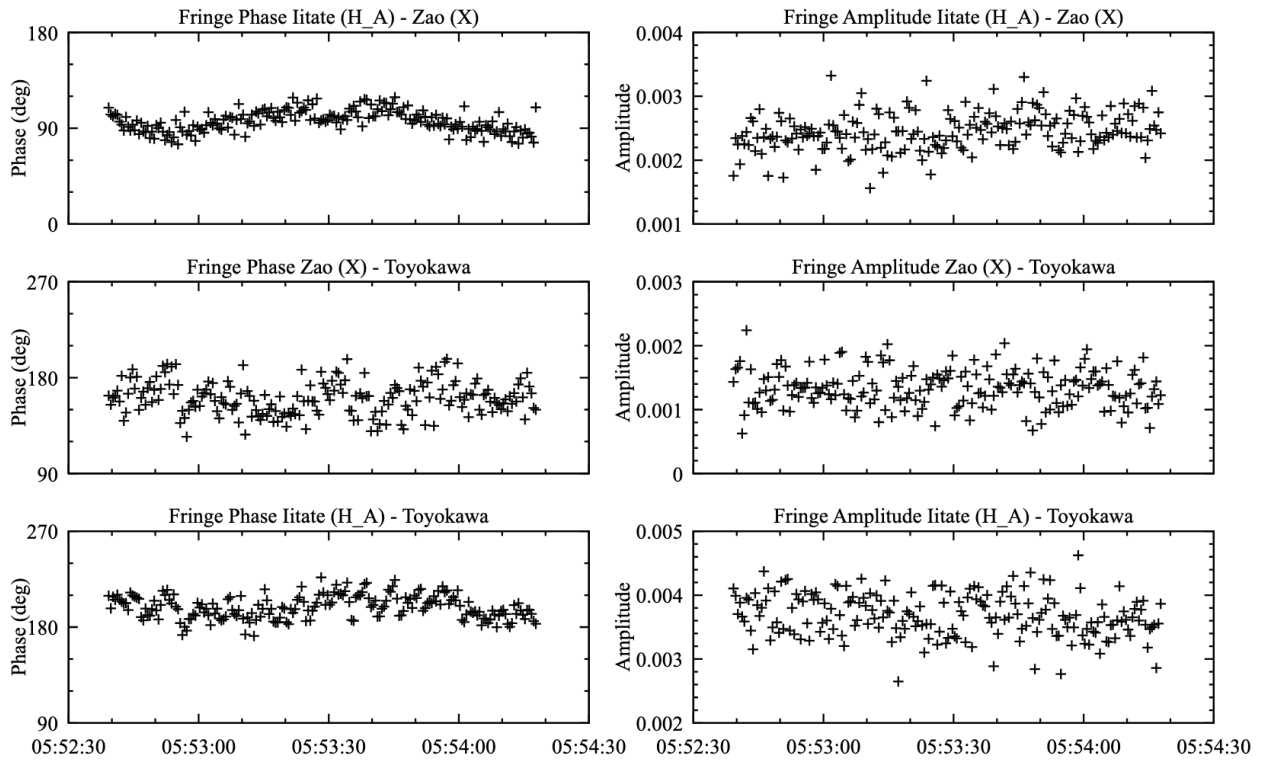 Fringe Phase Iitate (H_A) - Zao (X)
Fringe Amplitude Iitate (H_A) - Zao (X)
180
90
0
Phase (deg)
0.004
0.003
0.002
0.001
Amplitude
Fringe Phase Zao (X) - Toyokawa
Fringe Amplitude Zao (X) - Toyokawa
270
180
90
Phase (deg)
0.003
0.002
0.001
0
Amplitude
Fringe Phase Iitate (H_A) - Toyokawa
Fringe Amplitude Iitate (H_A) - Toyokawa
270
180
90
Phase (deg)
0.005
0.004
0.003
0.002
Amplitude
05:52:30 05:53:00 05:53:30 05:54:00 05:54:30
05:52:30 05:53:00 05:53:30 05:54:00 05:54:30